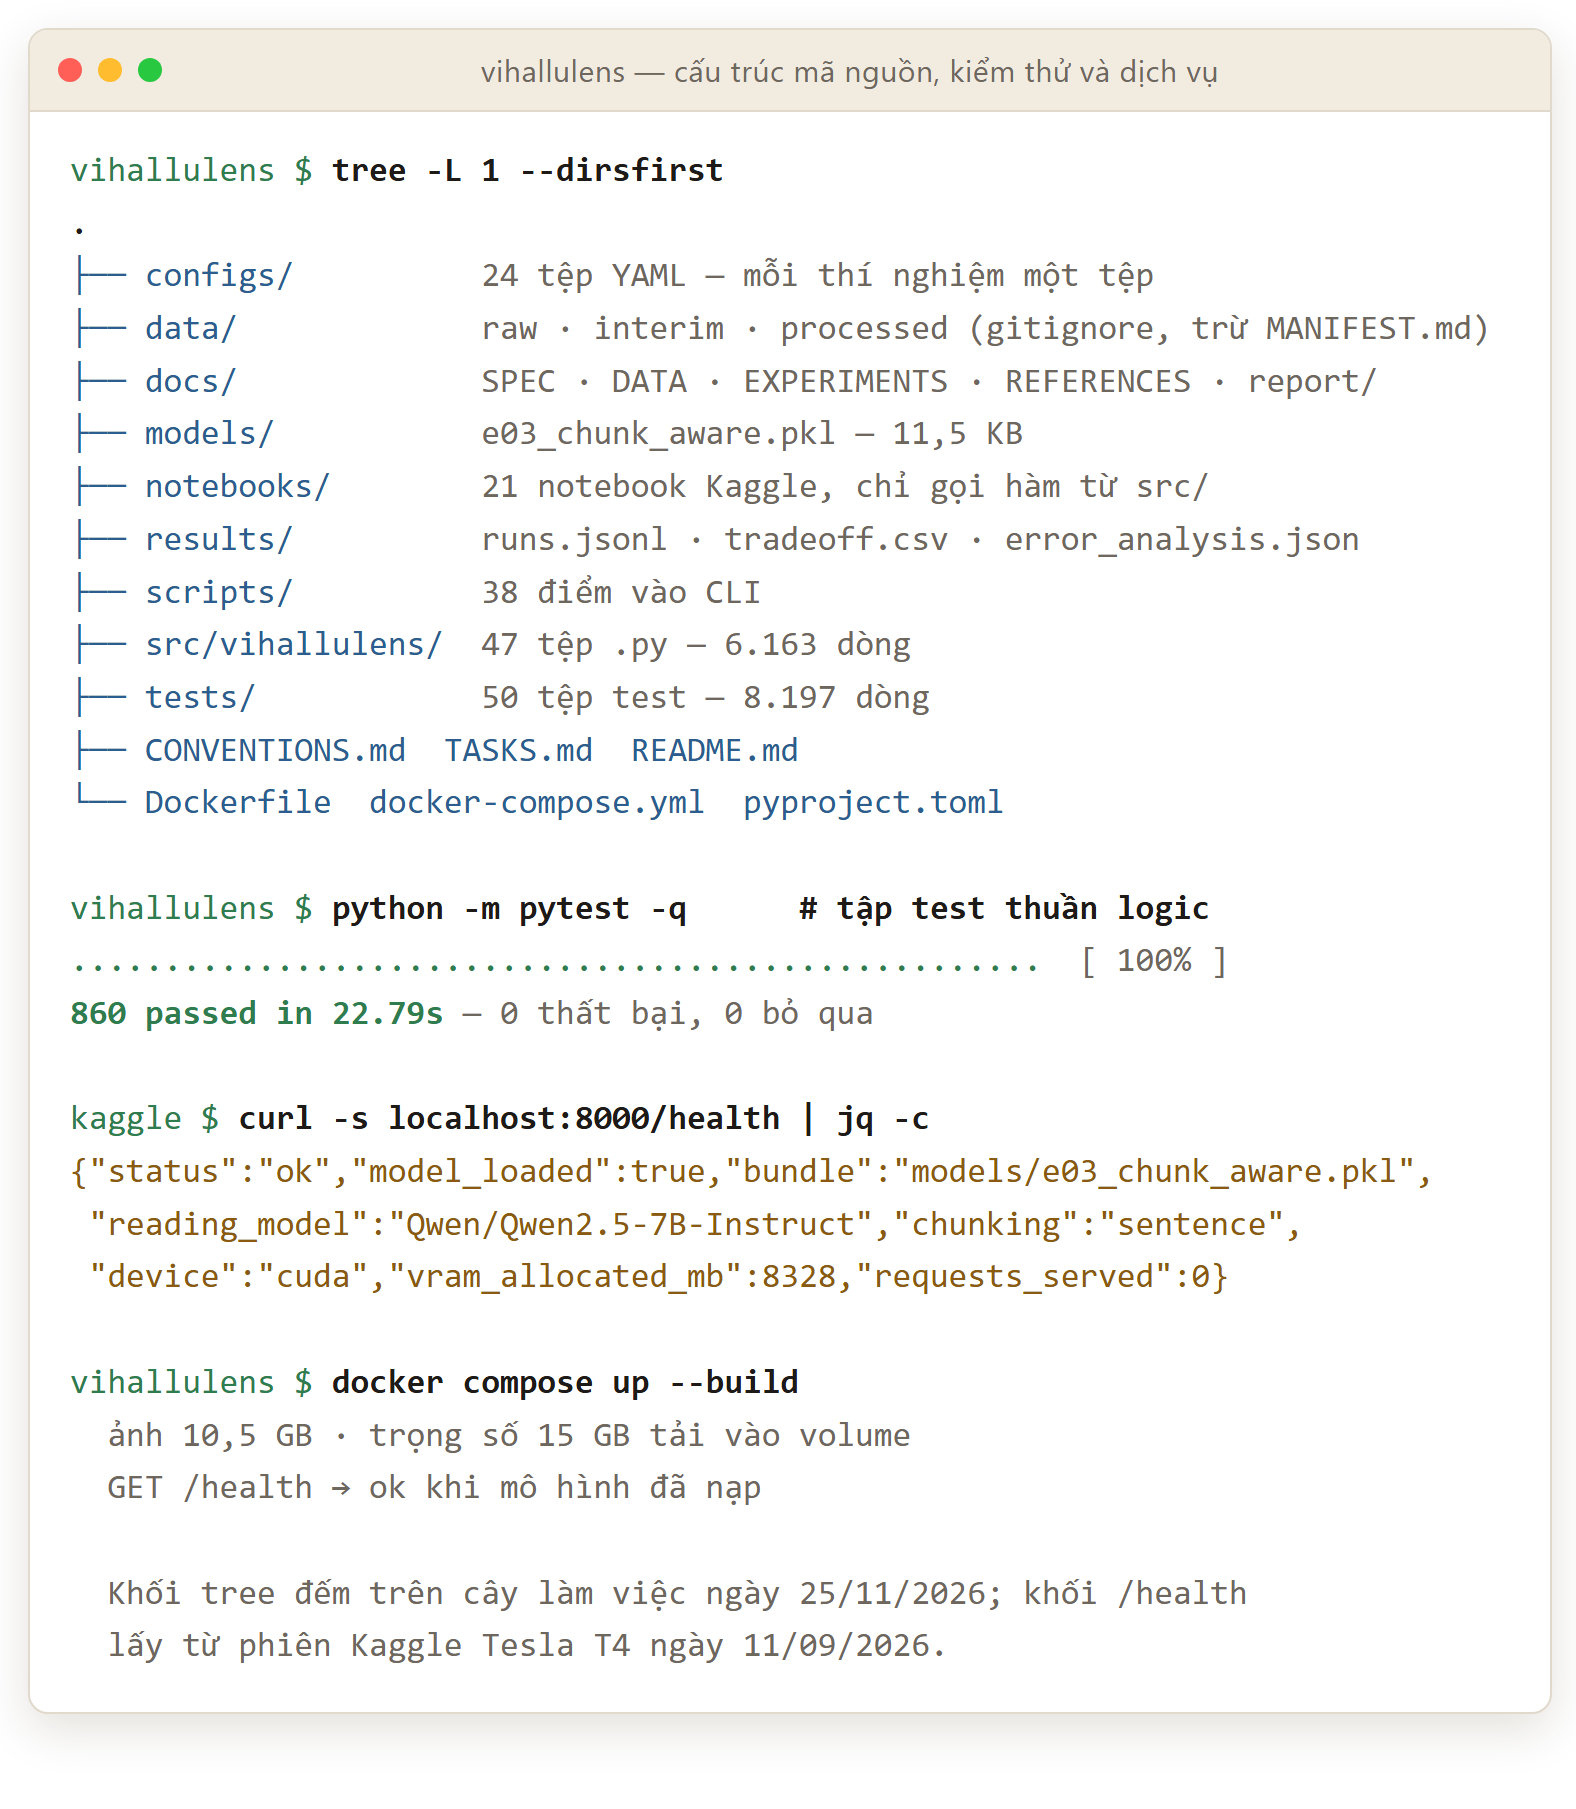 vihallulens — cấu trúc mã nguồn, kiểm thử và dịch vụ
vihallulens $ tree -L 1 --dirsfirst
.
├── configs/          24 tệp YAML — mỗi thí nghiệm một tệp
├── data/             raw · interim · processed (gitignore, trừ MANIFEST.md)
├── docs/             SPEC · DATA · EXPERIMENTS · REFERENCES · report/
├── models/           e03_chunk_aware.pkl — 11,5 KB
├── notebooks/        21 notebook Kaggle, chỉ gọi hàm từ src/
├── results/          runs.jsonl · tradeoff.csv · error_analysis.json
├── scripts/          38 điểm vào CLI
├── src/vihallulens/  47 tệp .py — 6.163 dòng
├── tests/            50 tệp test — 8.197 dòng
├── CONVENTIONS.md  TASKS.md  README.md
└── Dockerfile  docker-compose.yml  pyproject.toml
vihallulens $ python -m pytest -q      # tập test thuần logic
....................................................  [ 100% ]
860 passed in 22.79s — 0 thất bại, 0 bỏ qua
kaggle $ curl -s localhost:8000/health | jq -c
{"status":"ok","model_loaded":true,"bundle":"models/e03_chunk_aware.pkl",
"reading_model":"Qwen/Qwen2.5-7B-Instruct","chunking":"sentence",
"device":"cuda","vram_allocated_mb":8328,"requests_served":0}
vihallulens $ docker compose up --build
ảnh 10,5 GB · trọng số 15 GB tải vào volume
GET /health → ok khi mô hình đã nạp
Khối tree đếm trên cây làm việc ngày 25/11/2026; khối /health
lấy từ phiên Kaggle Tesla T4 ngày 11/09/2026.